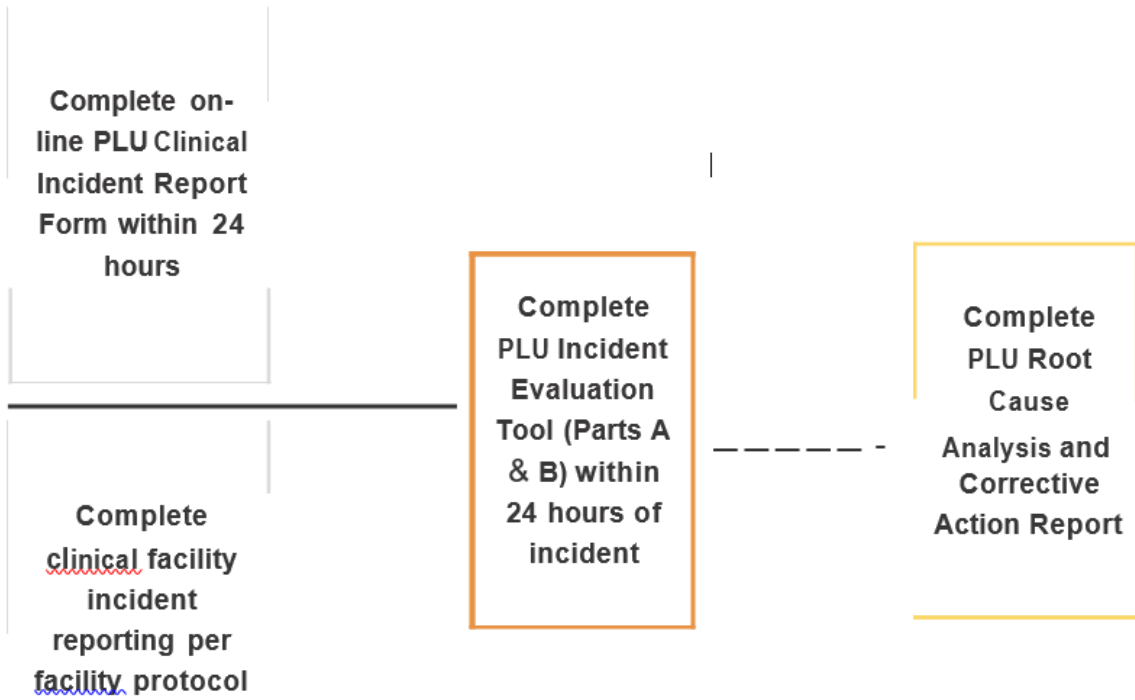 Complete on-
line PLU Clinical
Incident Report
Form within 24
hours
Complete
clinical facility
incident
reporting per
facility protocol
Complete
PLU Incident
Evaluation
Tool (Parts A
& B) within
24 hours of
incident
Complete
PLU Root
Cause
Analysis and
Corrective
Action Report